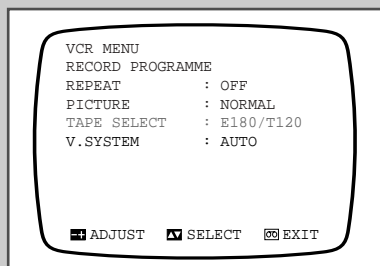 VCR MENU
RECORD PROGRAMME
REPEAT : OFF
PICTURE : NORMAL
TAPE SELECT : E180/T120
V.SYSTEM : AUTO
-+ ADJUST ▲▼ SELECT EXIT